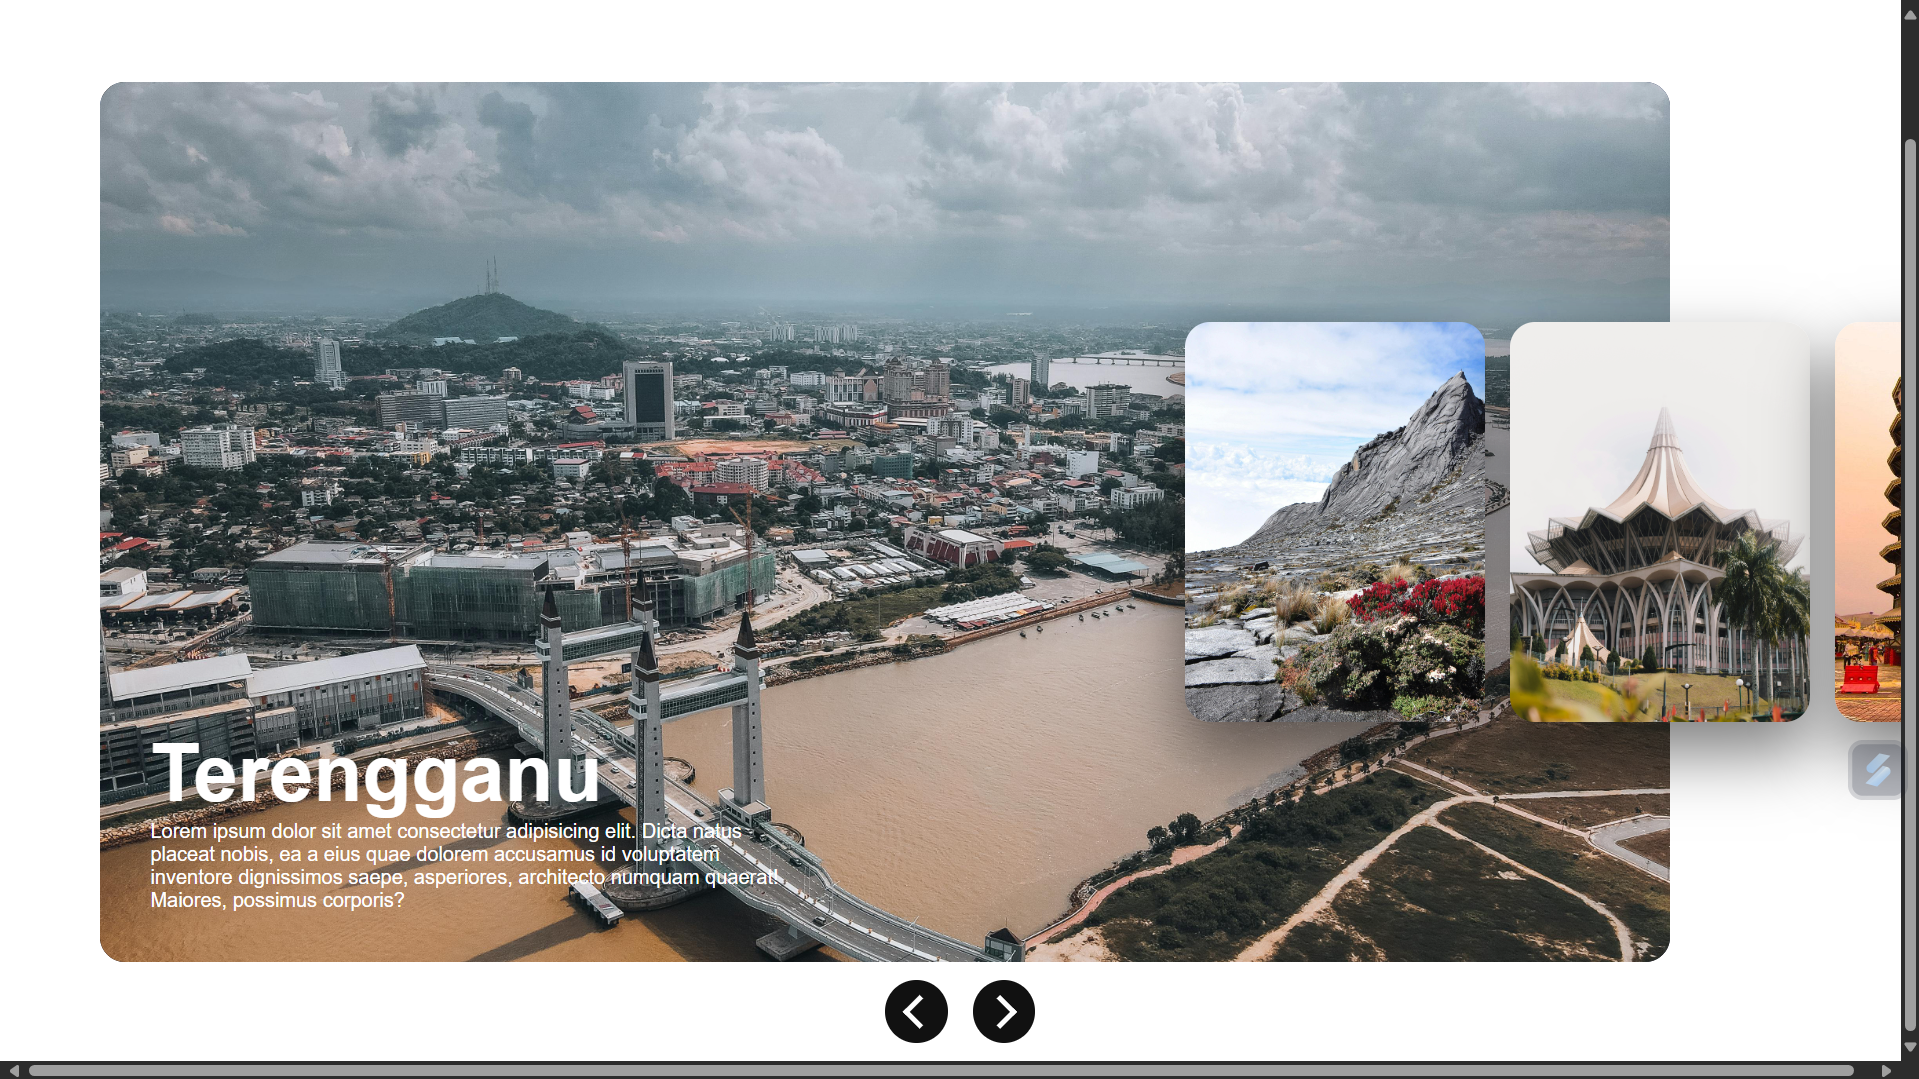 Terengganu
Lorem ipsum dolor sit amet consectetur adipisicing elit. Dicta natus
placeat nobis, ea a eius quae dolorem accusamus id voluptatem
inventore dignissimos saepe, asperiores, architecto numquam quaerat!
Maiores, possimus corporis?